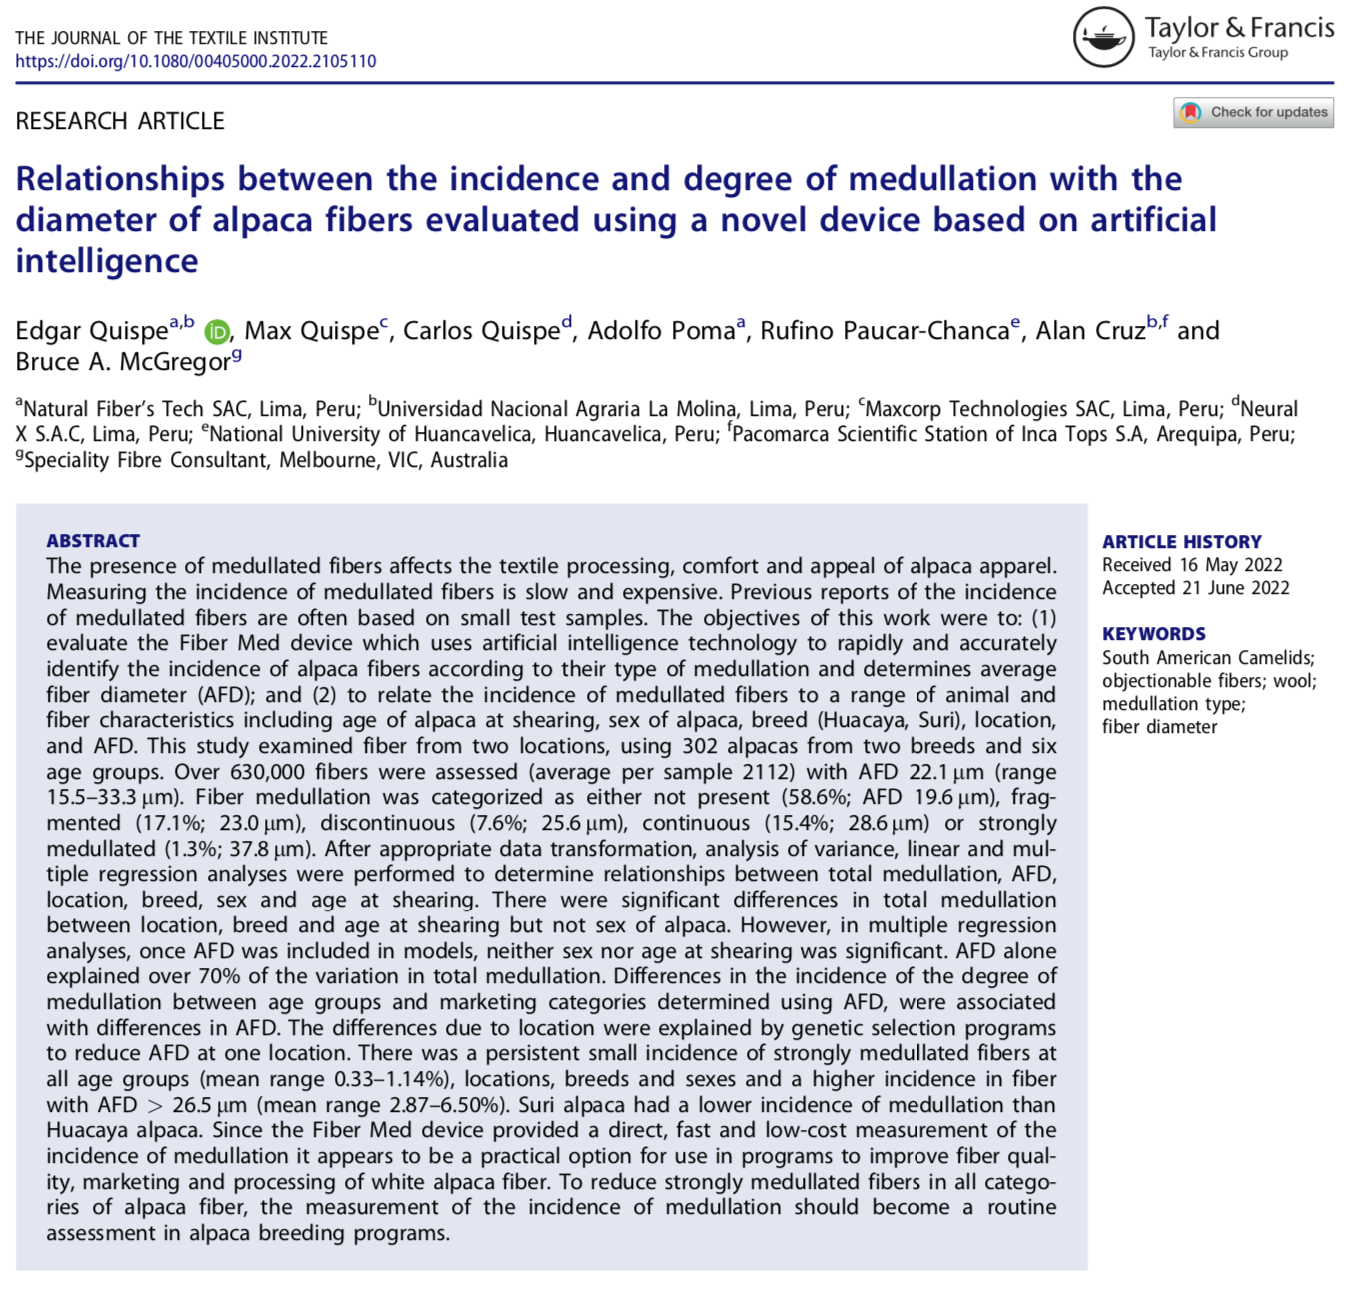 THE JOURNAL OF THE TEXTILE INSTITUTE
https://doi.org/10.1080/00405000.2022.2105110
Taylor & Francis
Taylor & Francis Group
RESEARCH ARTICLE
Check for updates
Relationships between the incidence and degree of medullation with the
diameter of alpaca fibers evaluated using a novel device based on artificial
intelligence
Edgar Quispea,b iD, Max Quispec, Carlos Quisped, Adolfo Pomaa, Rufino Paucar-Chancae, Alan Cruzb,f and
Bruce A. McGregorg
aNatural Fiber's Tech SAC, Lima, Peru; bUniversidad Nacional Agraria La Molina, Lima, Peru; cMaxcorp Technologies SAC, Lima, Peru; dNeural
X S.A.C, Lima, Peru; eNational University of Huancavelica, Huancavelica, Peru; fPacomarca Scientific Station of Inca Tops S.A, Arequipa, Peru;
gSpeciality Fibre Consultant, Melbourne, VIC, Australia
ABSTRACT
The presence of medullated fibers affects the textile processing, comfort and appeal of alpaca apparel.
Measuring the incidence of medullated fibers is slow and expensive. Previous reports of the incidence
of medullated fibers are often based on small test samples. The objectives of this work were to: (1)
evaluate the Fiber Med device which uses artificial intelligence technology to rapidly and accurately
identify the incidence of alpaca fibers according to their type of medullation and determines average
fiber diameter (AFD); and (2) to relate the incidence of medullated fibers to a range of animal and
fiber characteristics including age of alpaca at shearing, sex of alpaca, breed (Huacaya, Suri), location,
and AFD. This study examined fiber from two locations, using 302 alpacas from two breeds and six
age groups. Over 630,000 fibers were assessed (average per sample 2112) with AFD 22.1 μm (range
15.5–33.3 μm). Fiber medullation was categorized as either not present (58.6%; AFD 19.6 μm), frag-
mented (17.1%; 23.0 μm), discontinuous (7.6%; 25.6 μm), continuous (15.4%; 28.6 μm) or strongly
medullated (1.3%; 37.8 μm). After appropriate data transformation, analysis of variance, linear and mul-
tiple regression analyses were performed to determine relationships between total medullation, AFD,
location, breed, sex and age at shearing. There were significant differences in total medullation
between location, breed and age at shearing but not sex of alpaca. However, in multiple regression
analyses, once AFD was included in models, neither sex nor age at shearing was significant. AFD alone
explained over 70% of the variation in total medullation. Differences in the incidence of the degree of
medullation between age groups and marketing categories determined using AFD, were associated
with differences in AFD. The differences due to location were explained by genetic selection programs
to reduce AFD at one location. There was a persistent small incidence of strongly medullated fibers at
all age groups (mean range 0.33–1.14%), locations, breeds and sexes and a higher incidence in fiber
with AFD > 26.5 μm (mean range 2.87–6.50%). Suri alpaca had a lower incidence of medullation than
Huacaya alpaca. Since the Fiber Med device provided a direct, fast and low-cost measurement of the
incidence of medullation it appears to be a practical option for use in programs to improve fiber qual-
ity, marketing and processing of white alpaca fiber. To reduce strongly medullated fibers in all catego-
ries of alpaca fiber, the measurement of the incidence of medullation should become a routine
assessment in alpaca breeding programs.
ARTICLE HISTORY
Received 16 May 2022
Accepted 21 June 2022
KEYWORDS
South American Camelids;
objectionable fibers; wool;
medullation type;
fiber diameter